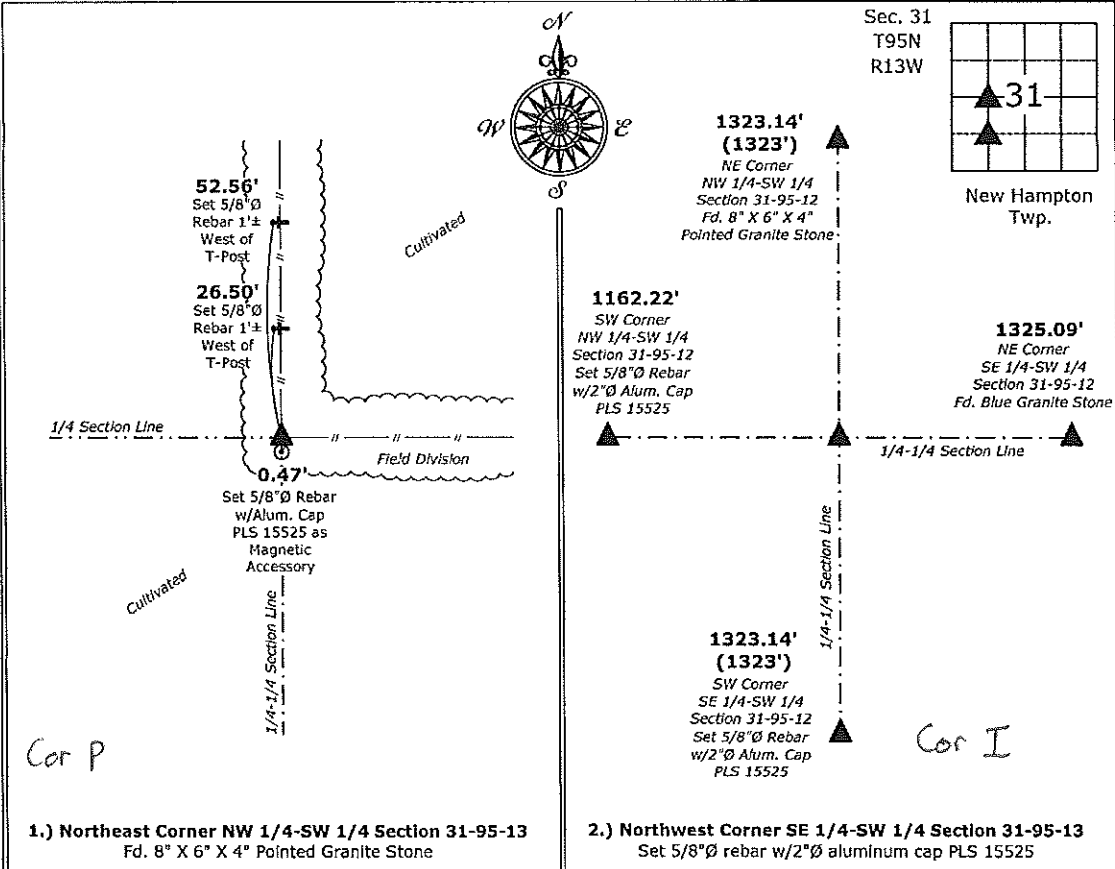 N
W
E
S
Sec. 31
T95N
R13W
31
New Hampton
Twp.
52.56'
Set 5/8"Ø
Rebar 1'±
West of
T-Post
26.50'
Set 5/8"Ø
Rebar 1'±
West of
T-Post
Cultivated
1/4 Section Line
Field Division
0.47'
Set 5/8"Ø Rebar
w/Alum. Cap
PLS 15525 as
Magnetic
Accessory
Cultivated
1/4-1/4 Section Line
Cor P
1.) Northeast Corner NW 1/4-SW 1/4 Section 31-95-13
Fd. 8" X 6" X 4" Pointed Granite Stone
1323.14'
(1323')
NE Corner
NW 1/4-SW 1/4
Section 31-95-12
Fd. 8" X 6" X 4"
Pointed Granite Stone
1162.22'
SW Corner
NW 1/4-SW 1/4
Section 31-95-12
Set 5/8"Ø Rebar
w/2"Ø Alum. Cap
PLS 15525
1325.09'
NE Corner
SE 1/4-SW 1/4
Section 31-95-12
Fd. Blue Granite Stone
1/4-1/4 Section Line
1/4-1/4 Section Line
1323.14'
(1323')
SW Corner
SE 1/4-SW 1/4
Section 31-95-12
Set 5/8"Ø Rebar
w/2"Ø Alum. Cap
PLS 15525
Cor I
2.) Northwest Corner SE 1/4-SW 1/4 Section 31-95-13
Set 5/8"Ø rebar w/2"Ø aluminum cap PLS 15525